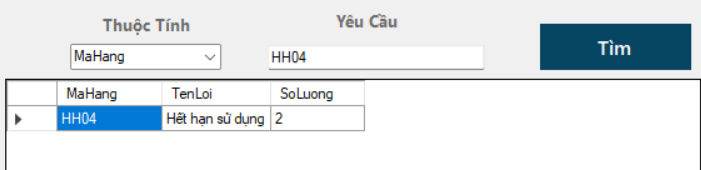 Thuộc Tính Yêu Cầu
MaHang HH04 Tìm
MaHang TenLoi SoLuong
HH04 Hết hạn sử dụng 2